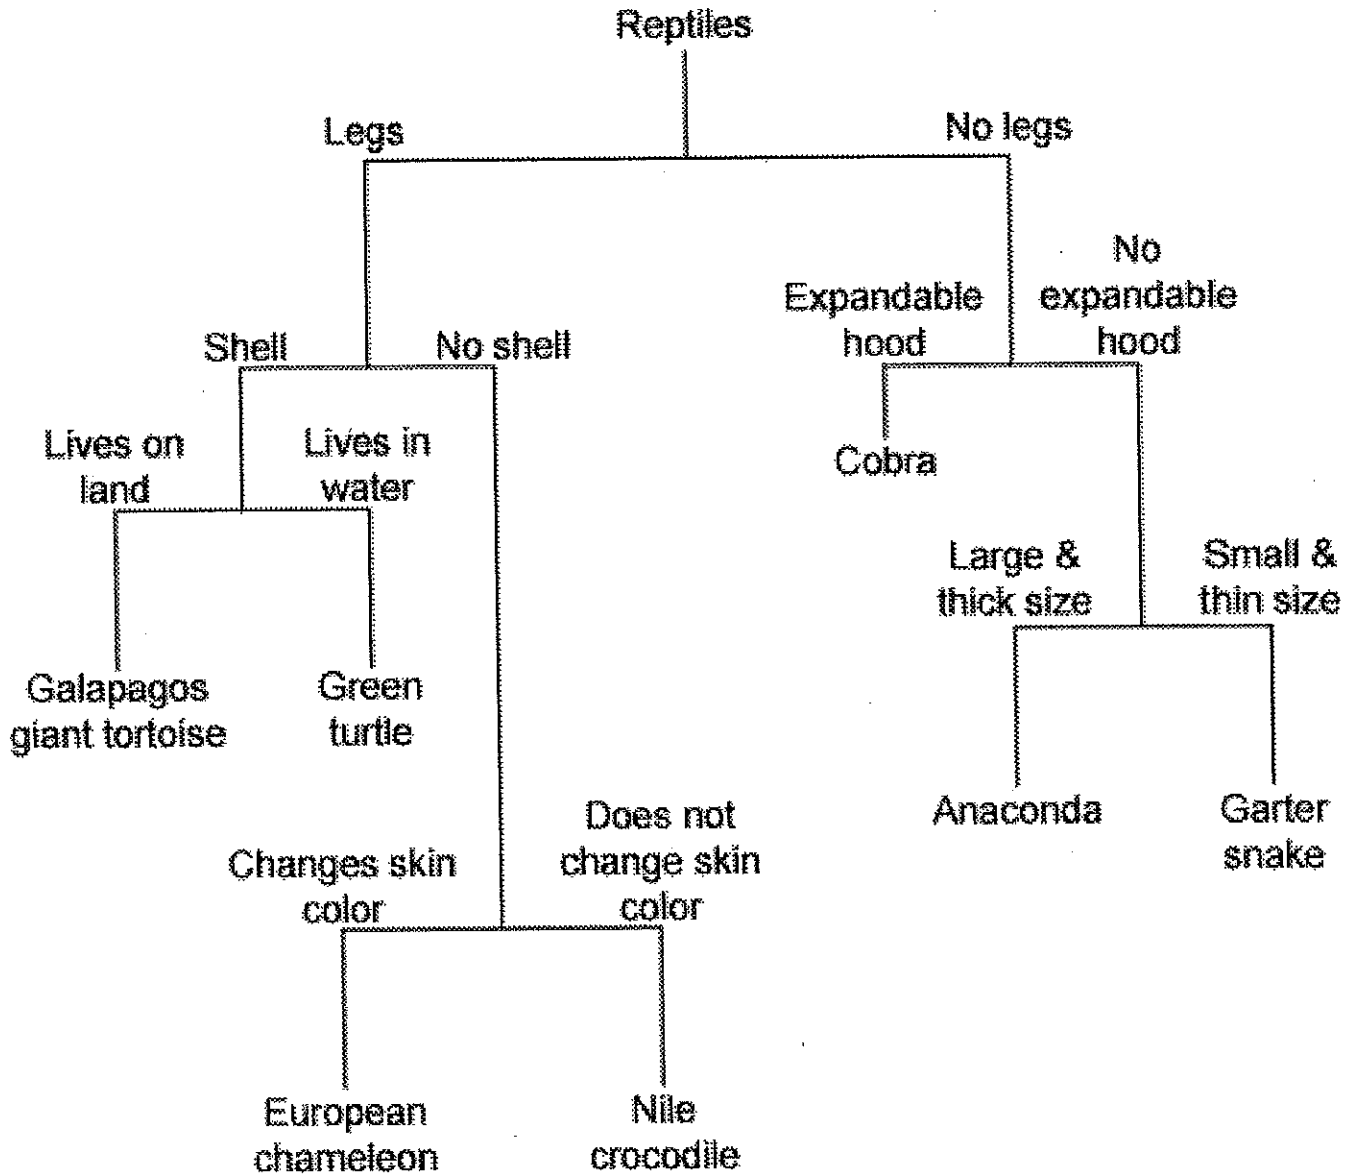 Reptiles
Legs
No legs
Shell
No shell
Expandable
hood
No
expandable
hood
Lives on
land
Lives in
water
Cobra
Large &
thick size
Small &
thin size
Galapagos
giant tortoise
Green
turtle
Anaconda
Garter
snake
Changes skin
color
Does not
change skin
color
European
chameleon
Nile
crocodile